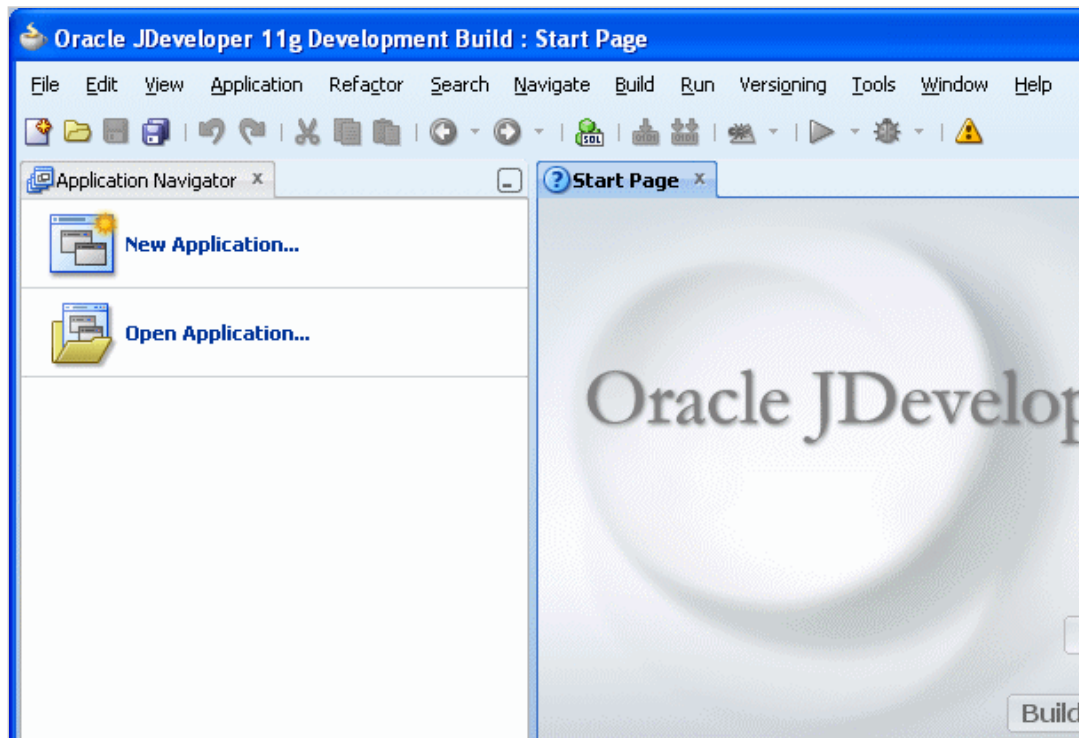 Oracle JDeveloper 11g Development Build : Start Page
File Edit View Application Refactor Search Navigate Build Run Versioning Tools Window Help
SQL
Application Navigator x
Start Page x
New Application...
Open Application...
Oracle JDevelop
Build